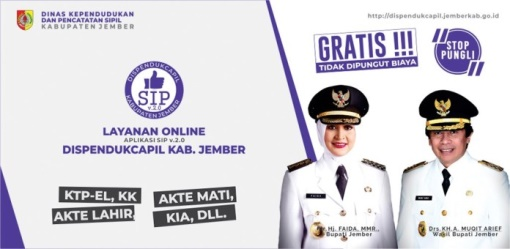 DINAS KEPENDUDUKAN
DAN PENCATATAN SIPIL
KABUPATEN JEMBER
http://dispendukcapil.jemberkab.go.id
GRATIS !!!
TIDAK DIPUNGUT BIAYA
STOP
PUNGLI
DISPENDUKCAPIL
SIP
v.2.0
KABUPATEN JEMBER
LAYANAN ONLINE
APLIKASI SIP v.2.0
DISPENDUKCAPIL KAB. JEMBER
KTP-EL, KK
AKTE LAHIR,
AKTE MATI,
KIA, DLL.
Hj. FAIDA, MMR.,
Bupati Jember
Drs. KH. A. MUQIT ARIEF
Wakil Bupati Jember